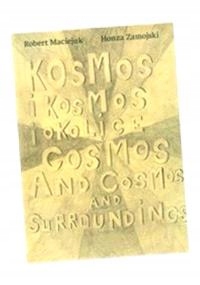 Robert Maciejuk Honza Zamojski
KOSMOS
I KOSMOS
I OKOLICE
COSMOS
AND COSMOS
AND
SURROUNDINGS